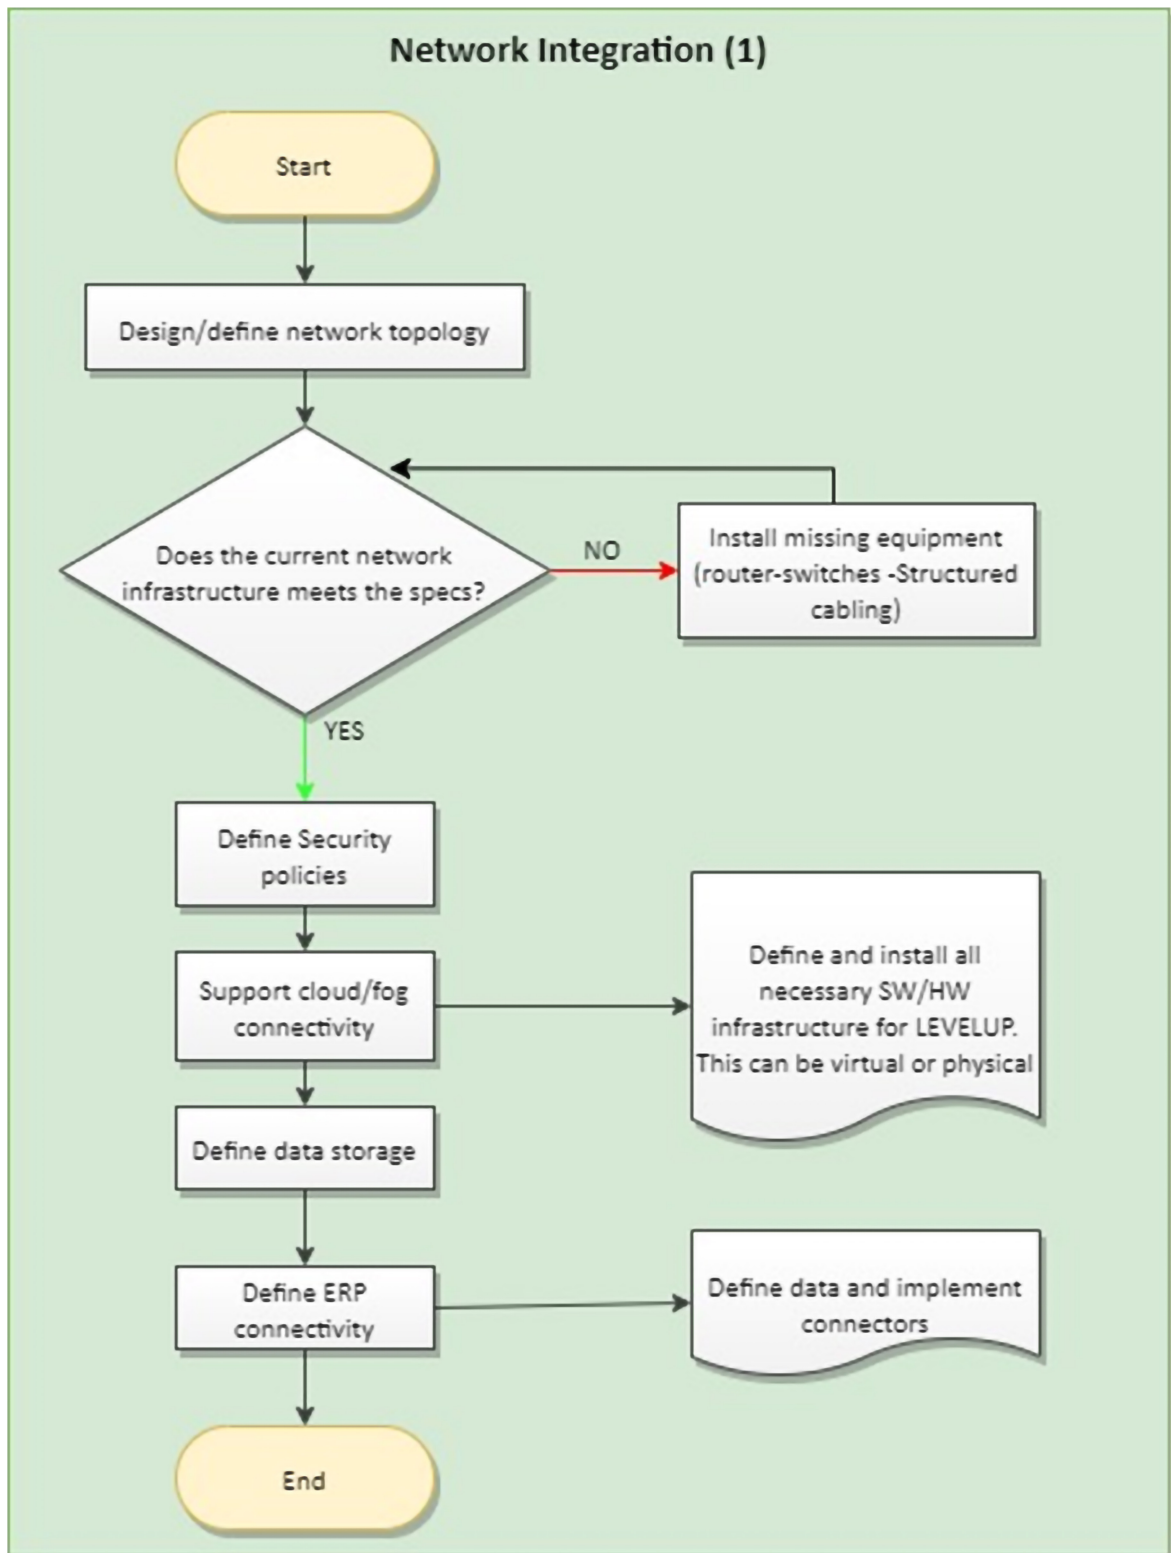 Network Integration (1)
Start
Design/define network topology
Does the current network
infrastructure meets the specs?
NO
Install missing equipment
(router-switches -Structured
cabling)
YES
Define Security
policies
Support cloud/fog
connectivity
Define and install all
necessary SW/HW
infrastructure for LEVELUP.
This can be virtual or physical
Define data storage
Define ERP
connectivity
Define data and implement
connectors
End